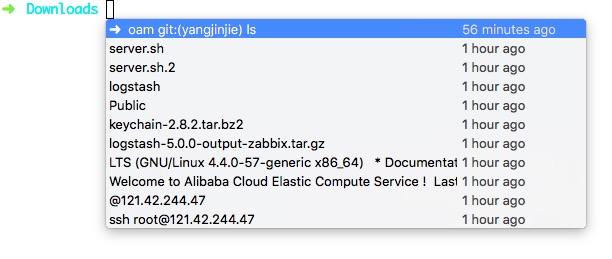 ➜ Downloads
➜ oam git:(yangjinjie) ls 56 minutes ago
server.sh 1 hour ago
server.sh.2 1 hour ago
logstash 1 hour ago
Public 1 hour ago
keychain-2.8.2.tar.bz2 1 hour ago
logstash-5.0.0-output-zabbix.tar.gz 1 hour ago
LTS (GNU/Linux 4.4.0-57-generic x86_64) * Documentat 1 hour ago
Welcome to Alibaba Cloud Elastic Compute Service ! Last 1 hour ago
@121.42.244.47 1 hour ago
ssh root@121.42.244.47 1 hour ago